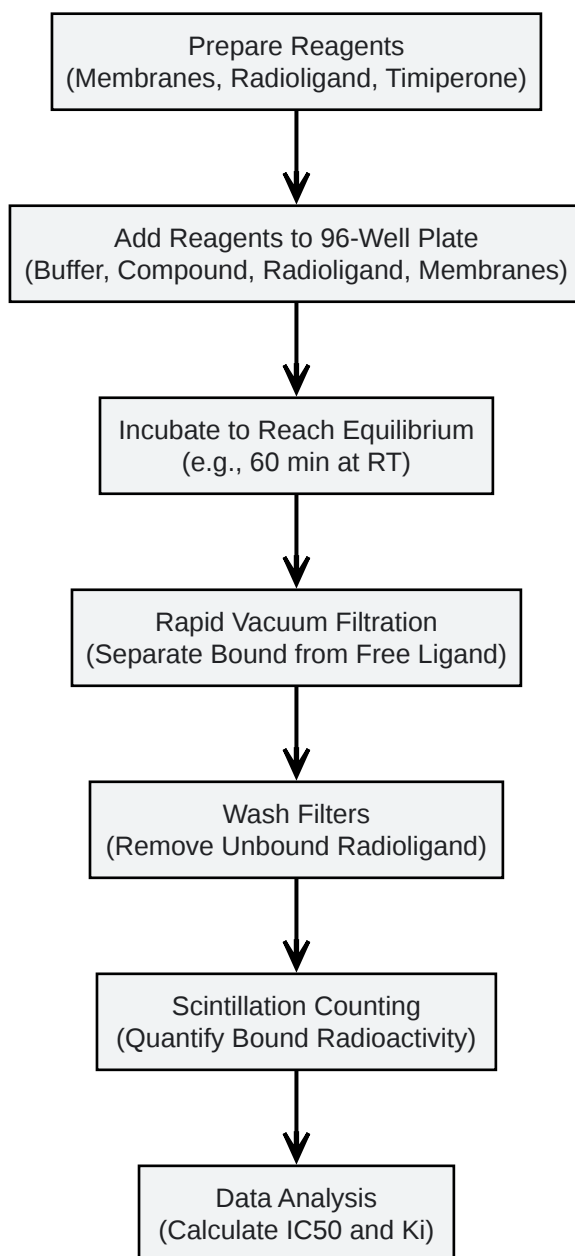 Prepare Reagents
(Membranes, Radioligand, Timiperone)
Add Reagents to 96-Well Plate
(Buffer, Compound, Radioligand, Membranes)
Incubate to Reach Equilibrium
(e.g., 60 min at RT)
Rapid Vacuum Filtration
(Separate Bound from Free Ligand)
Wash Filters
(Remove Unbound Radioligand)
Scintillation Counting
(Quantify Bound Radioactivity)
Data Analysis
(Calculate IC50 and Ki)